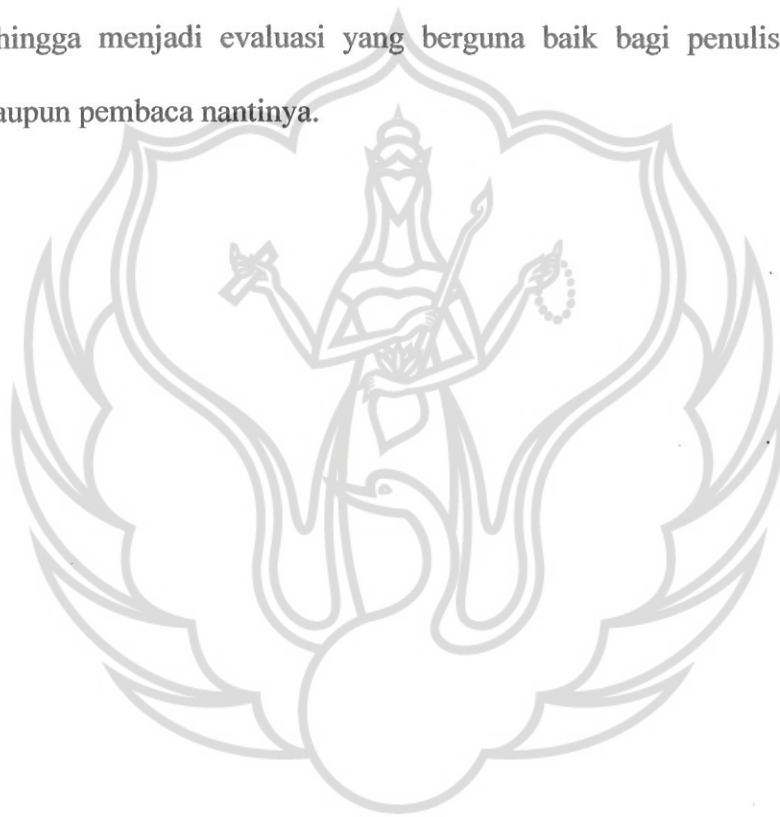 hingga menjadi evaluasi yang berguna baik bagi penulis
aupun pembaca nantinya.